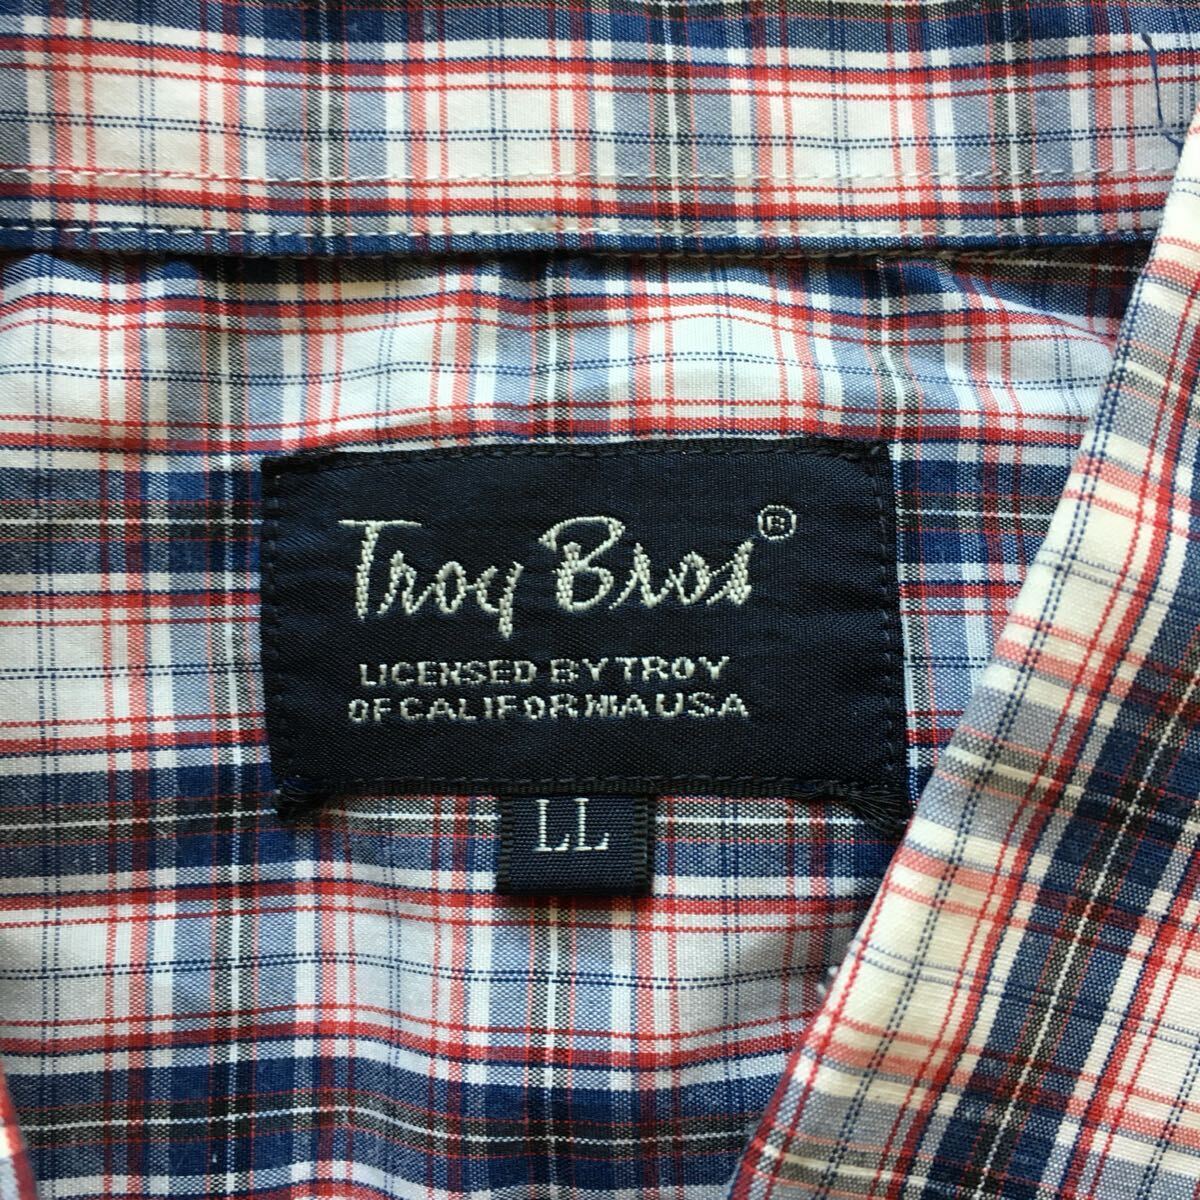 Troy Bros®
LICENSED BY TROY
OF CALIFORNIA USA
LL